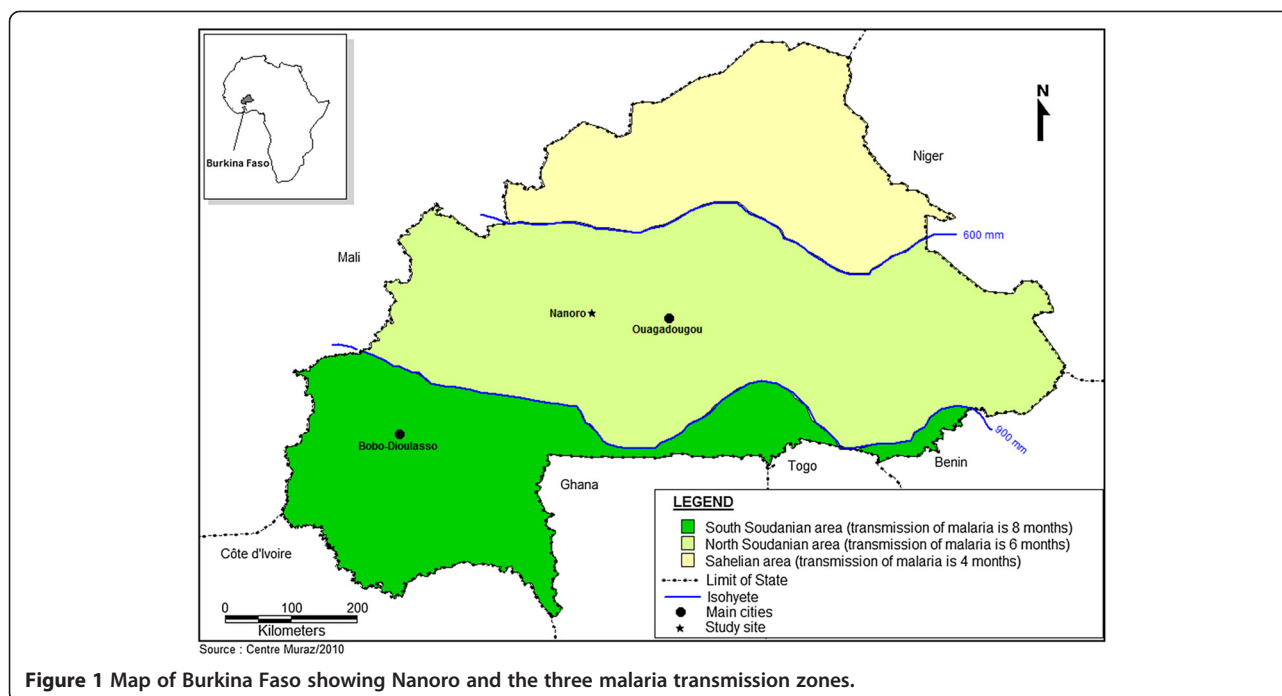 Burkina Faso
N
Niger
600 mm
Mali
Nanoro
Ouagadougou
Bobo-Dioulasso
900 mm
Togo
Benin
Ghana
Côte d'Ivoire
LEGEND
South Soudanian area (transmission of malaria is 8 months)
North Soudanian area (transmission of malaria is 6 months)
Sahelian area (transmission of malaria is 4 months)
Limit of State
Isohyete
Main cities
Study site
0 100 200
Kilometers
Source : Centre Muraz/2010
Figure 1 Map of Burkina Faso showing Nanoro and the three malaria transmission zones.